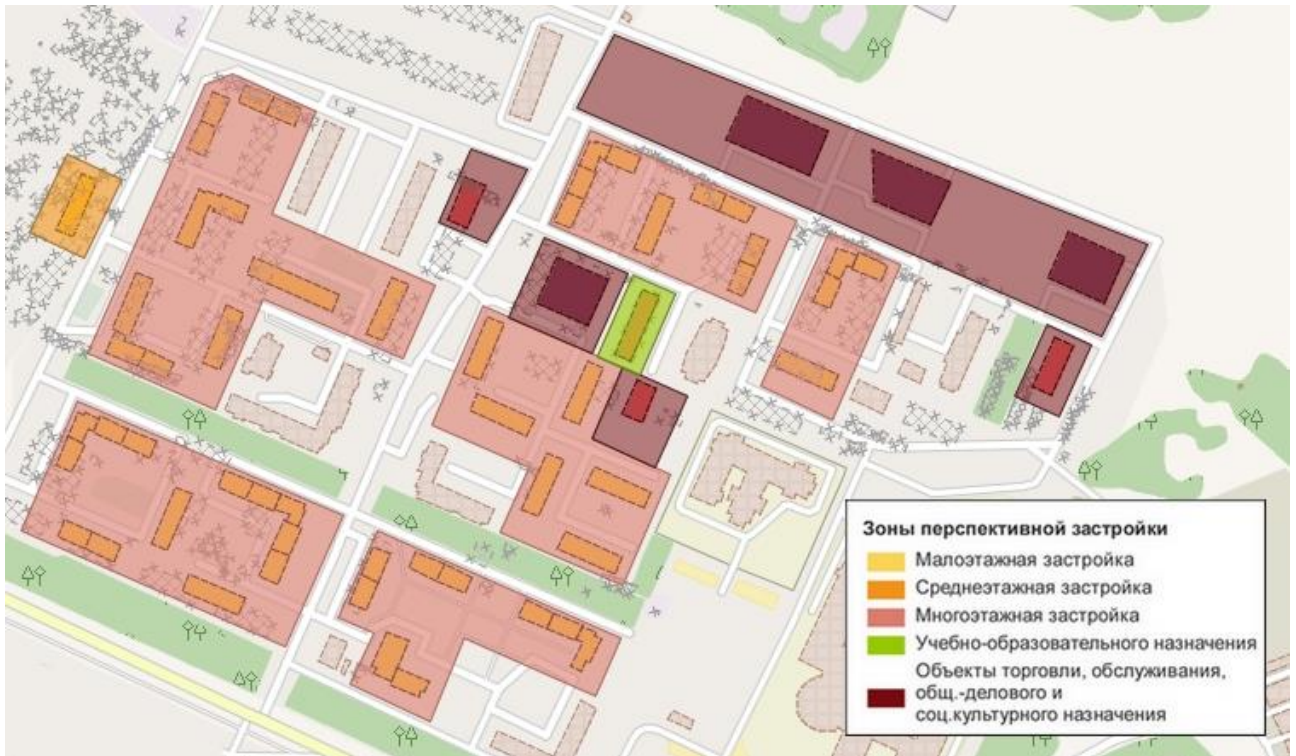 Зоны перспективной застройки
Малоэтажная застройка
Среднеэтажная застройка
Многоэтажная застройка
Учебно-образовательного назначения
Объекты торговли, обслуживания,
общ.-делового и
соц.культурного назначения